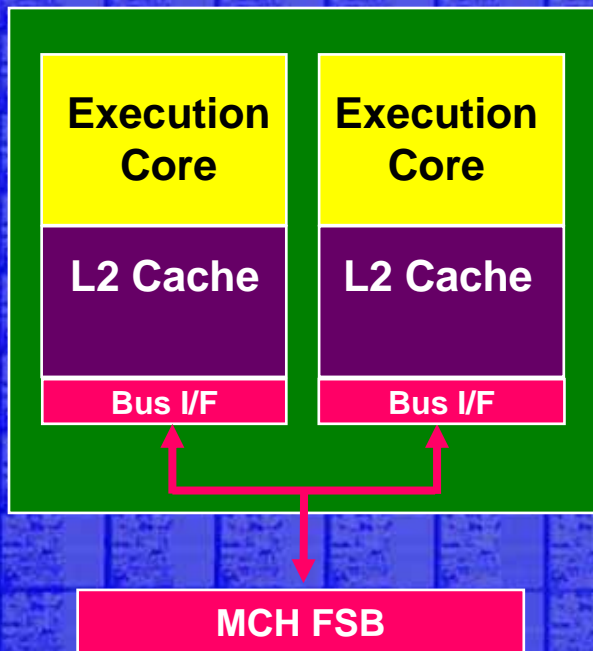 Execution
Core
Execution
Core
L2 Cache
L2 Cache
Bus I/F
Bus I/F
MCH FSB